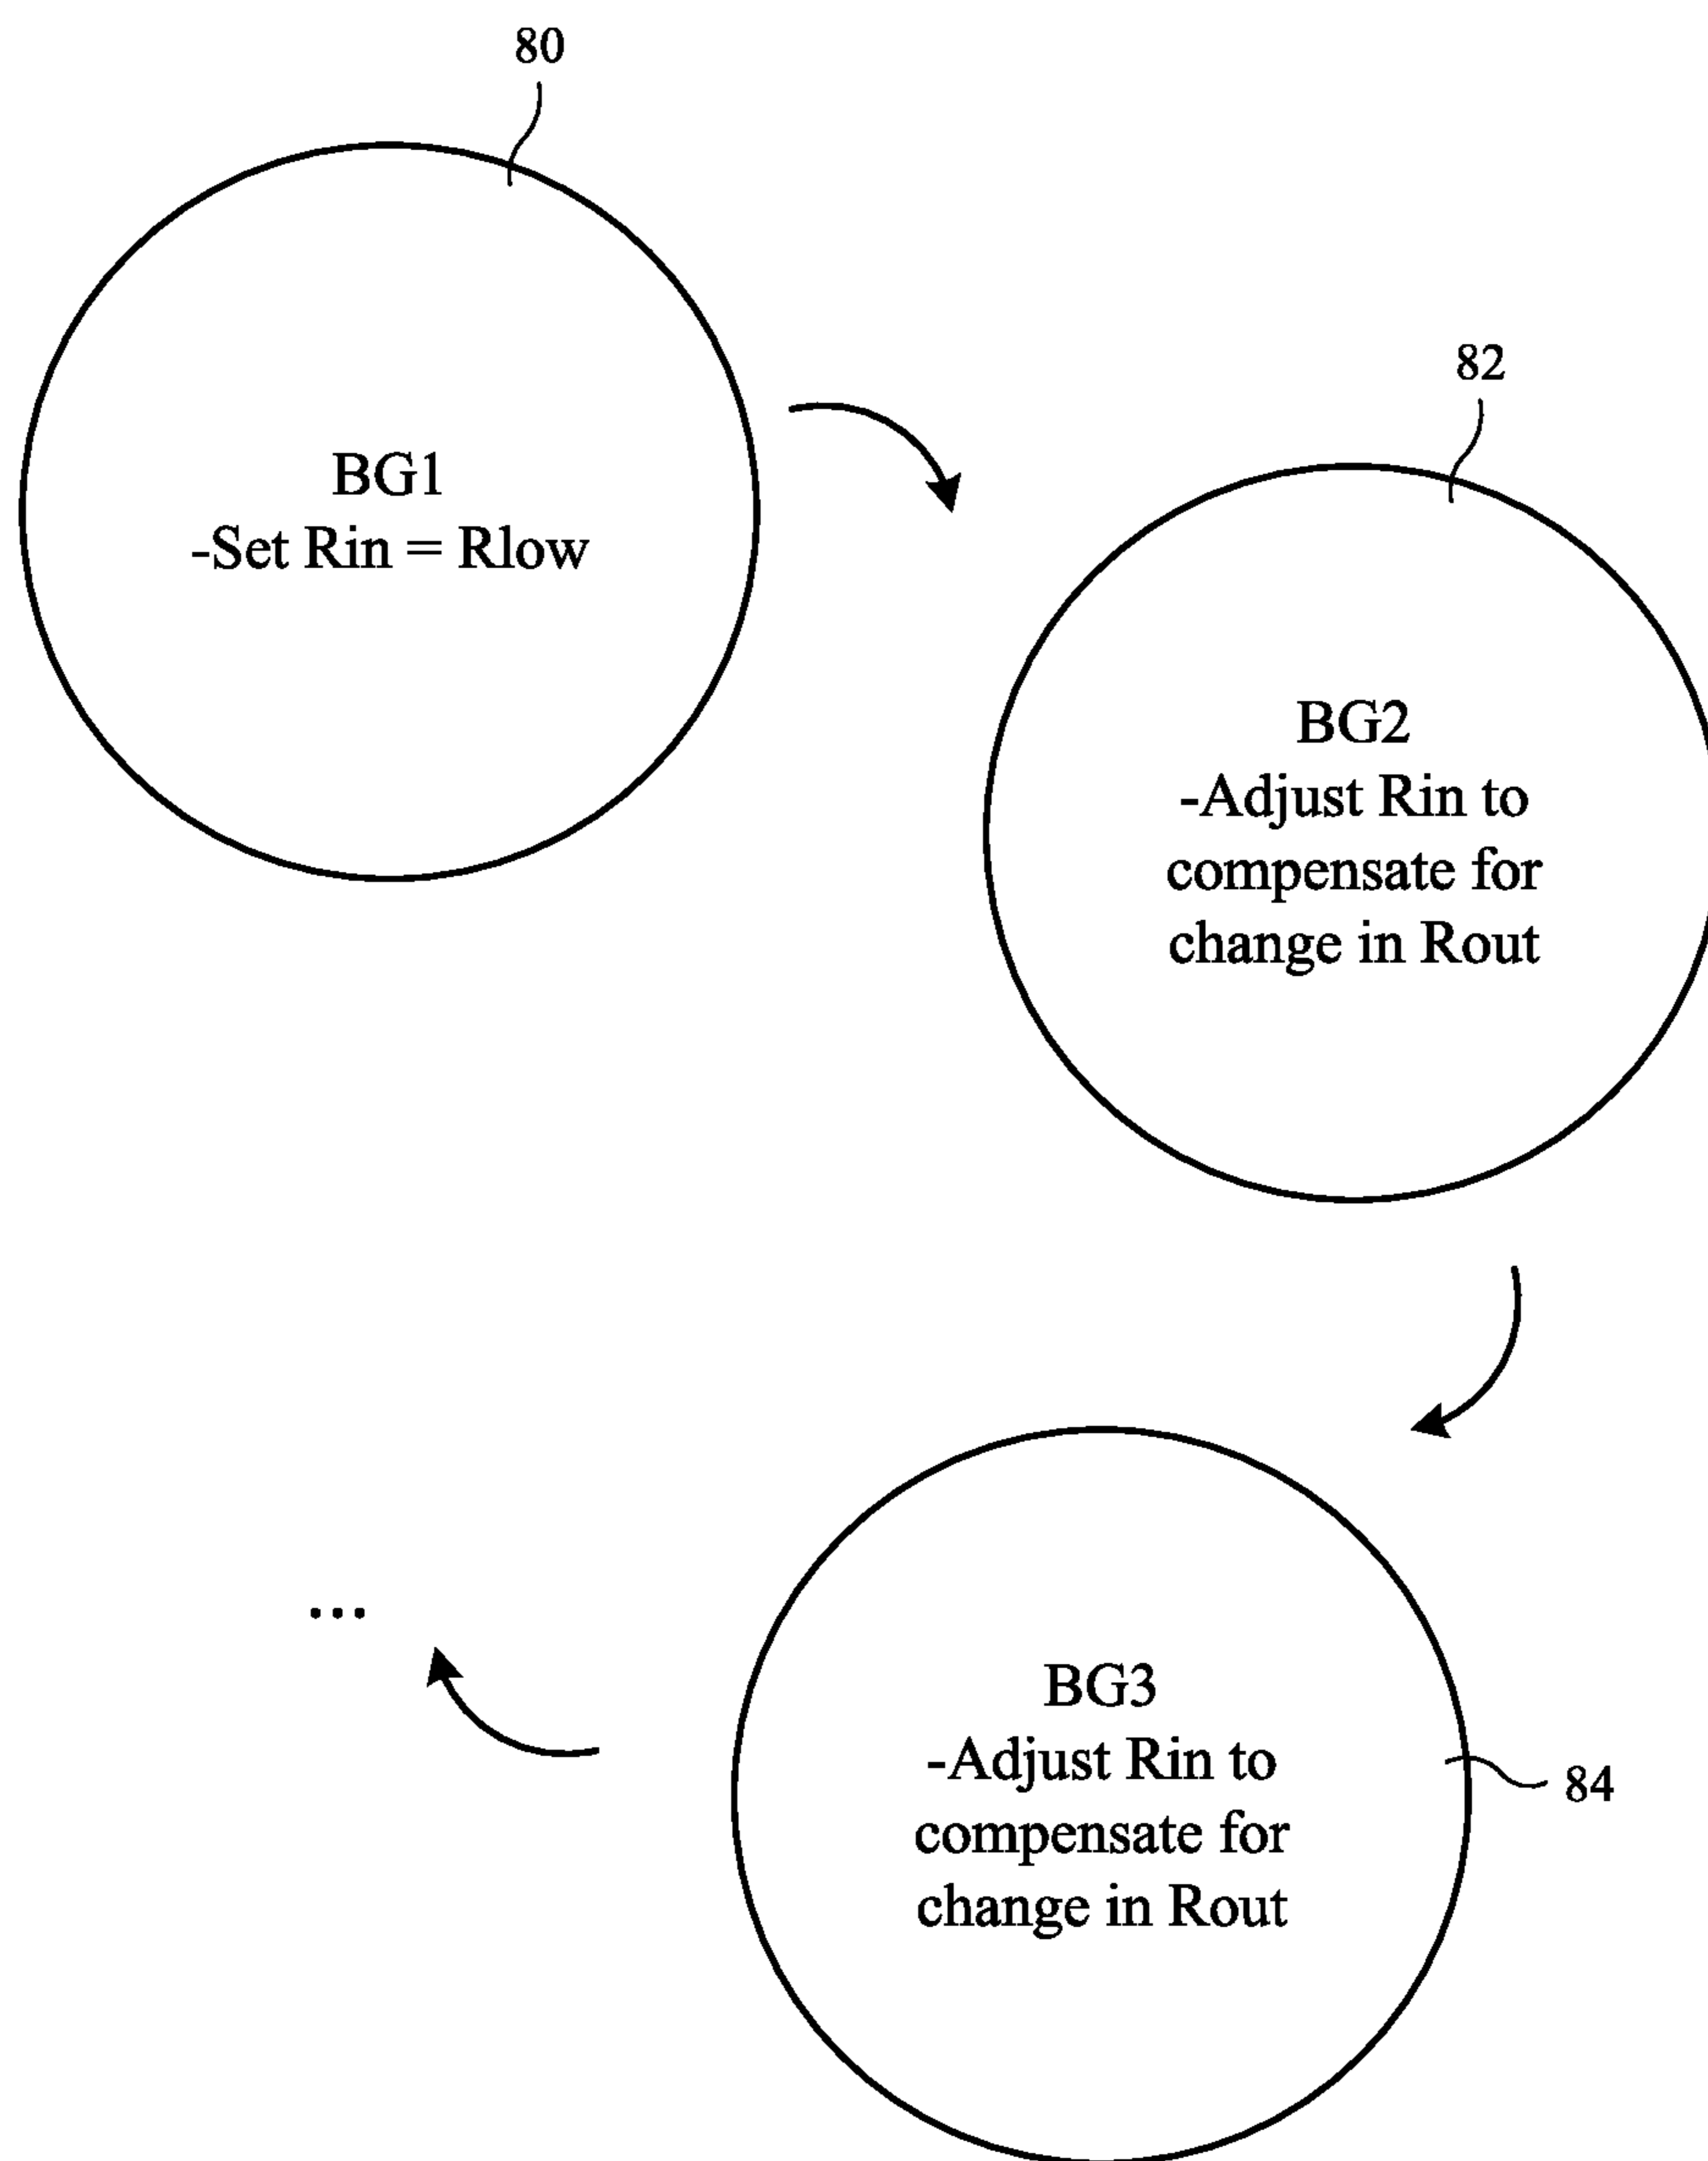 80
BG1
-Set Rin = Rlow
82
BG2
-Adjust Rin to
compensate for
change in Rout
...
BG3
-Adjust Rin to
compensate for
change in Rout
84